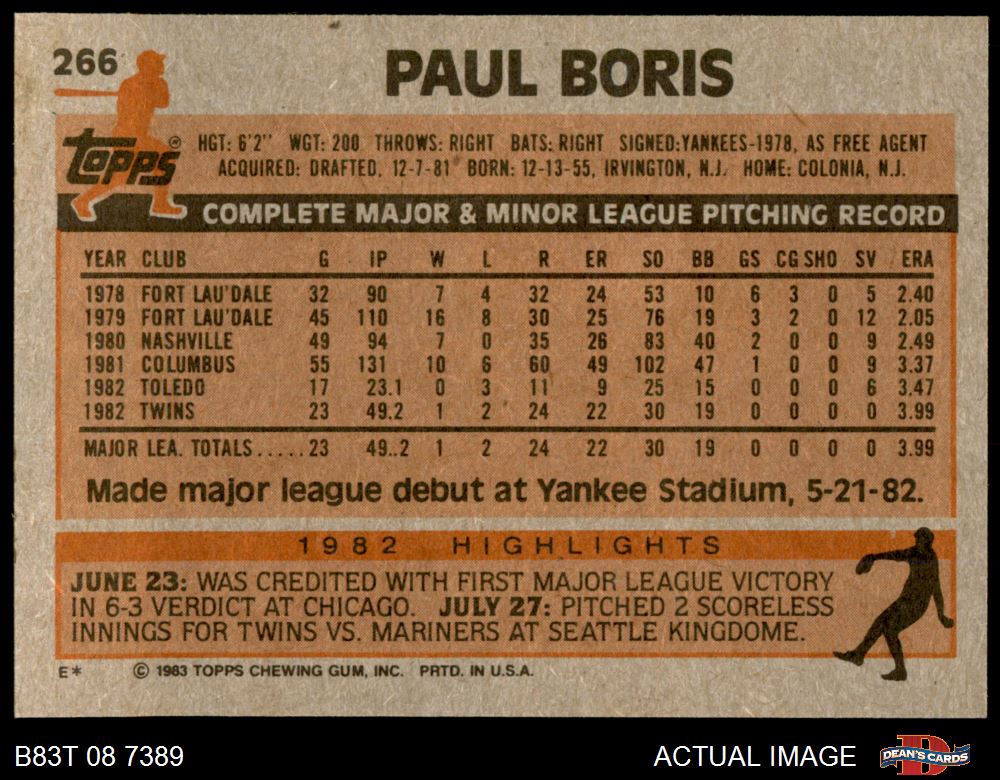 266
PAUL BORIS
topps®
HGT: 6'2" WGT: 200 THROWS: RIGHT BATS: RIGHT SIGNED:YANKEES-1978, AS FREE AGENT
ACQUIRED: DRAFTED, 12-7-81 BORN: 12-13-55, IRVINGTON, N.J. HOME: COLONIA, N.J.
COMPLETE MAJOR & MINOR LEAGUE PITCHING RECORD
YEAR CLUB G IP W L R ER SO BB GS CG SHO SV ERA
1978 FORT LAU'DALE 32 90 7 4 32 24 53 10 6 3 0 5 2.40
1979 FORT LAU'DALE 45 110 16 8 30 25 76 19 3 2 0 12 2.05
1980 NASHVILLE 49 94 7 0 35 26 83 40 2 0 0 9 2.49
1981 COLUMBUS 55 131 10 6 60 49 102 47 1 0 0 9 3.37
1982 TOLEDO 17 23.1 0 3 11 9 25 15 0 0 0 6 3.47
1982 TWINS 23 49.2 1 2 24 22 30 19 0 0 0 0 3.99
MAJOR LEA. TOTALS.....23 49..2 1 2 24 22 30 19 0 0 0 0 3.99
Made major league debut at Yankee Stadium, 5-21-82.
1982 HIGHLIGHTS
JUNE 23: WAS CREDITED WITH FIRST MAJOR LEAGUE VICTORY
IN 6-3 VERDICT AT CHICAGO. JULY 27: PITCHED 2 SCORELESS
INNINGS FOR TWINS VS. MARINERS AT SEATTLE KINGDOME.
E* © 1983 TOPPS CHEWING GUM, INC. PRTD. IN U.S.A.
B83T 08 7389 ACTUAL IMAGE DEAN'S CARDS